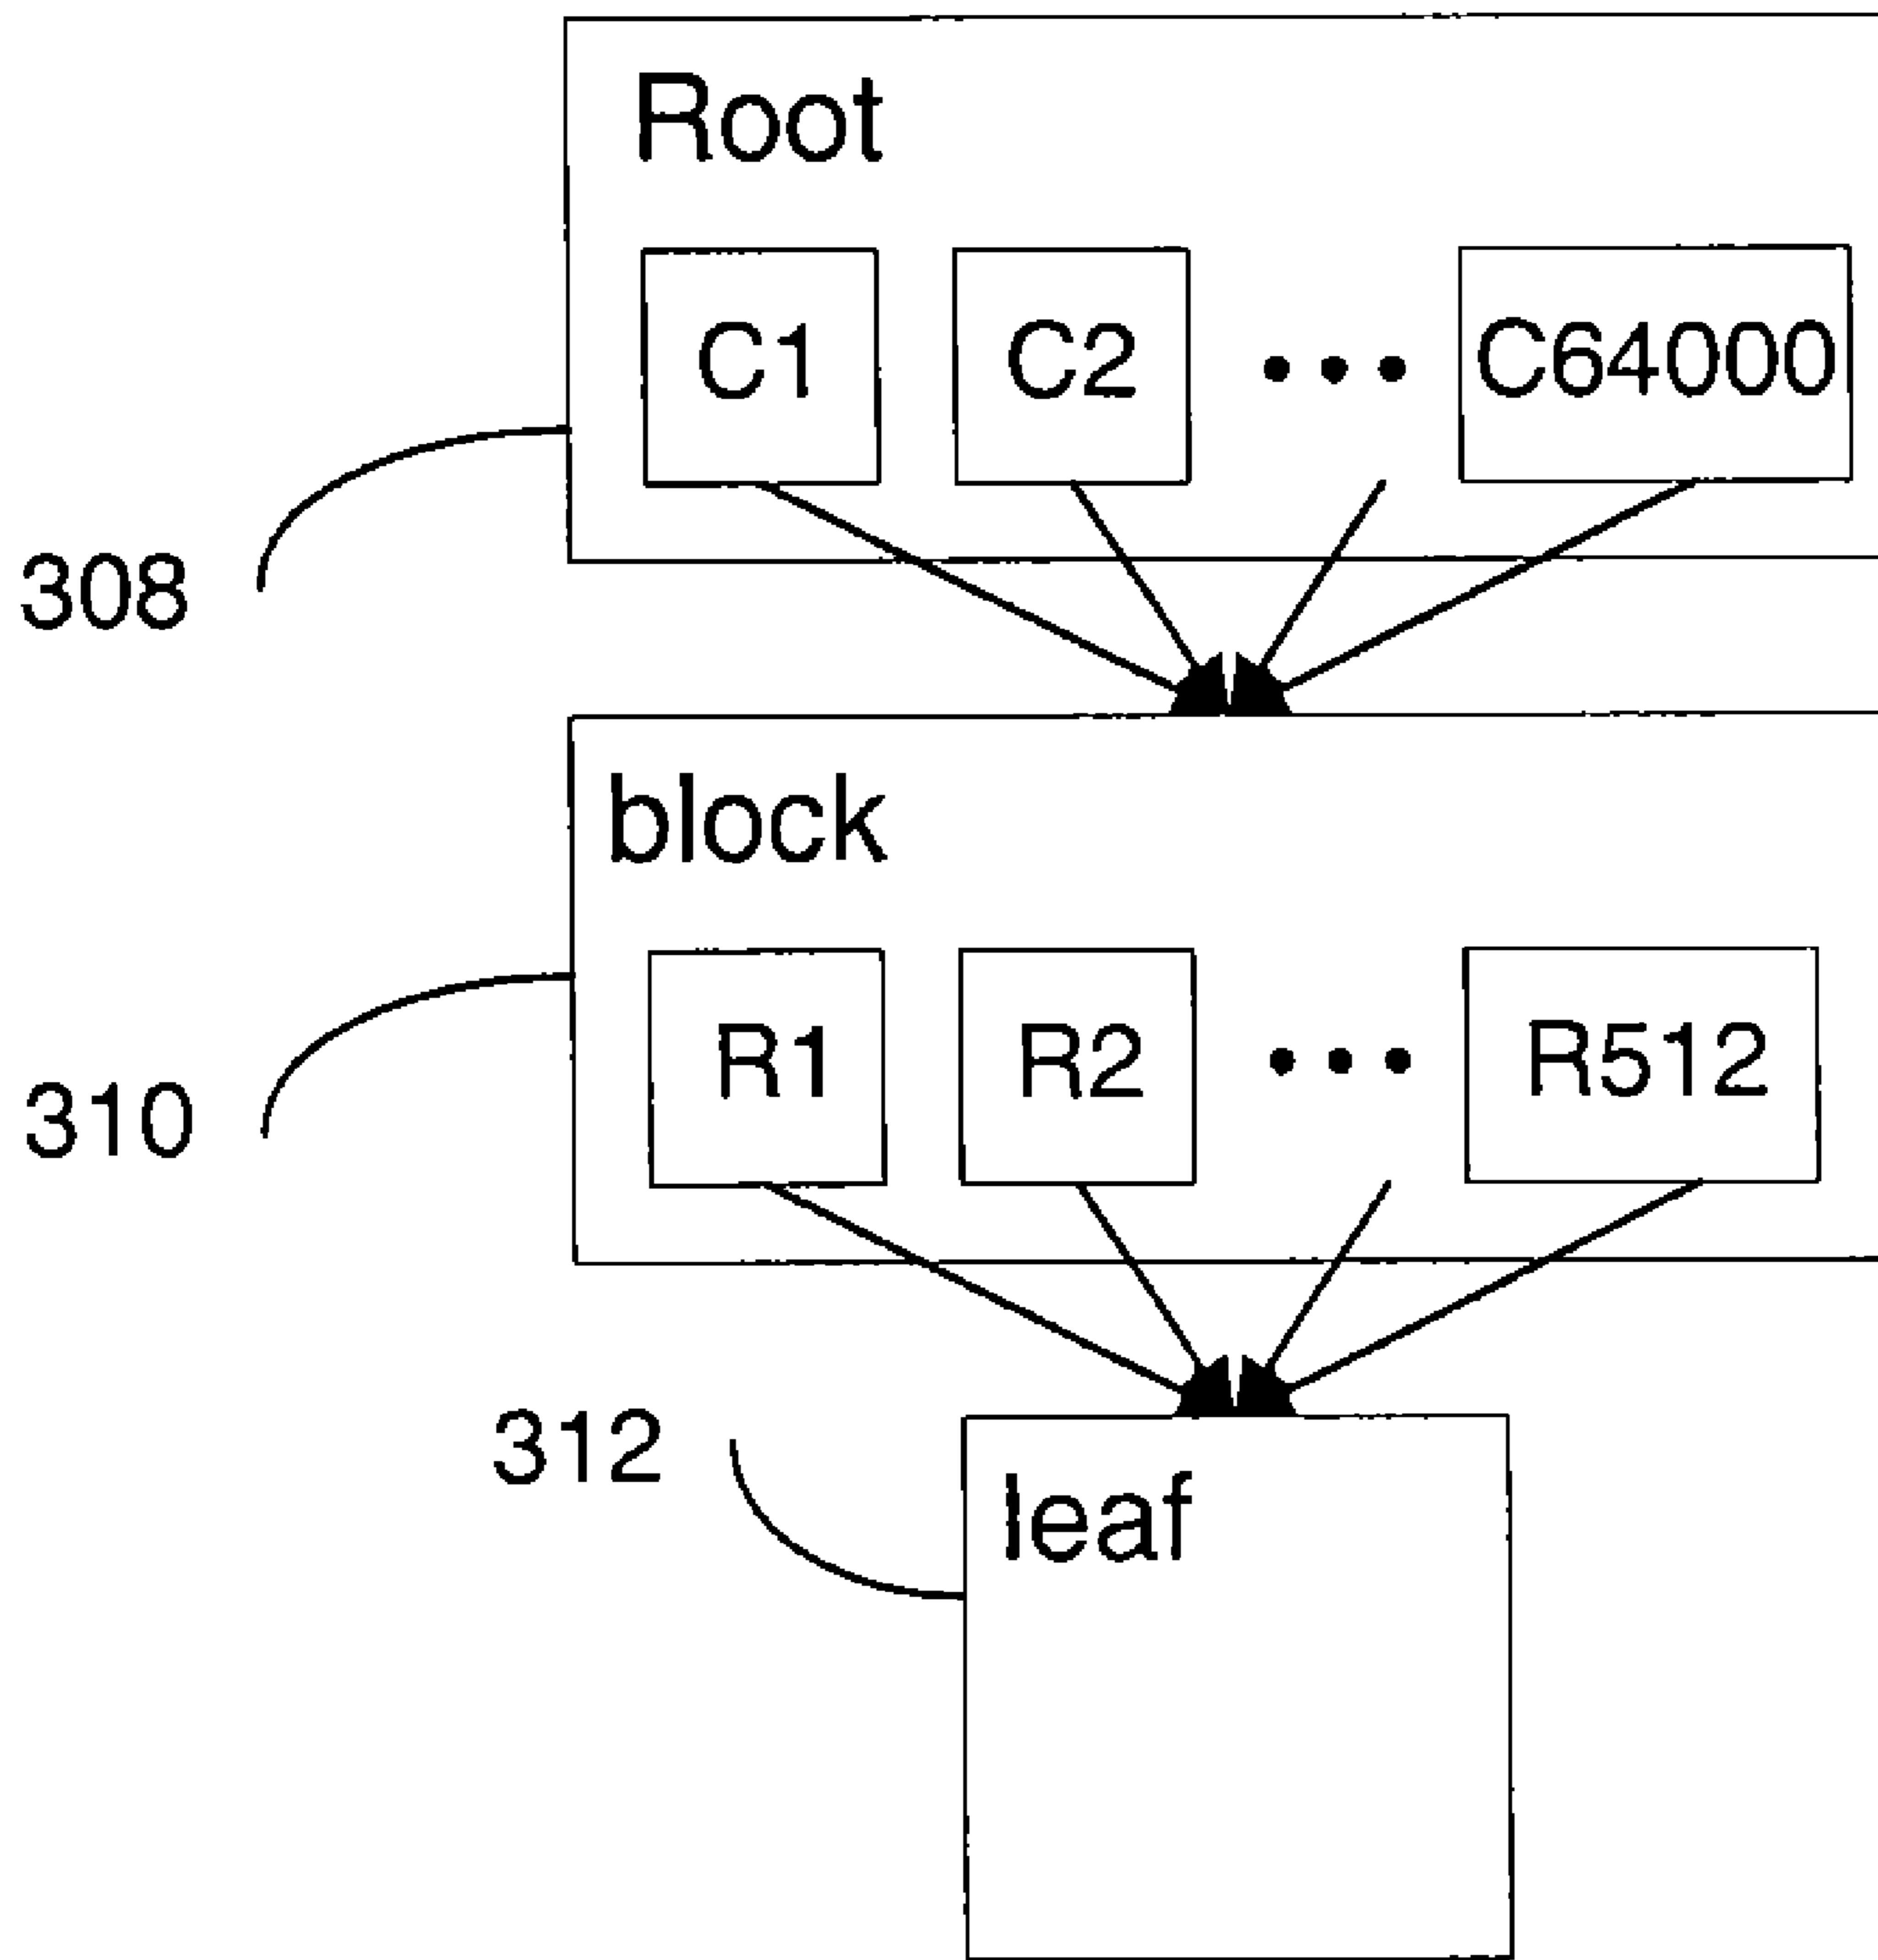 Root
C1 C2 ... C64000
308
block
R1 R2 ... R512
310
312
leaf